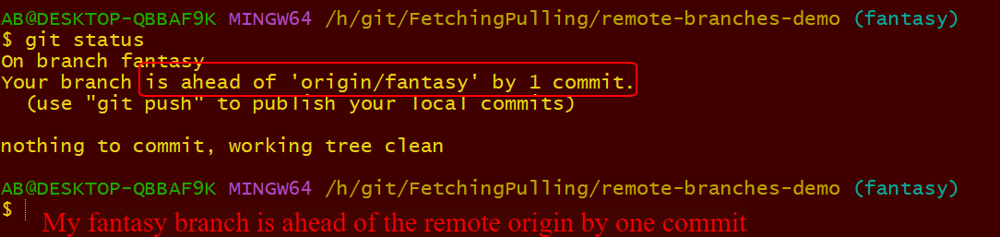 AB@DESKTOP-QBBAF9K MINGW64 /h/git/FetchingPulling/remote-branches-demo (fantasy)
$ git status
On branch fantasy
Your branch is ahead of 'origin/fantasy' by 1 commit.
  (use "git push" to publish your local commits)
nothing to commit, working tree clean
AB@DESKTOP-QBBAF9K MINGW64 /h/git/FetchingPulling/remote-branches-demo (fantasy)
$
My fantasy branch is ahead of the remote origin by one commit